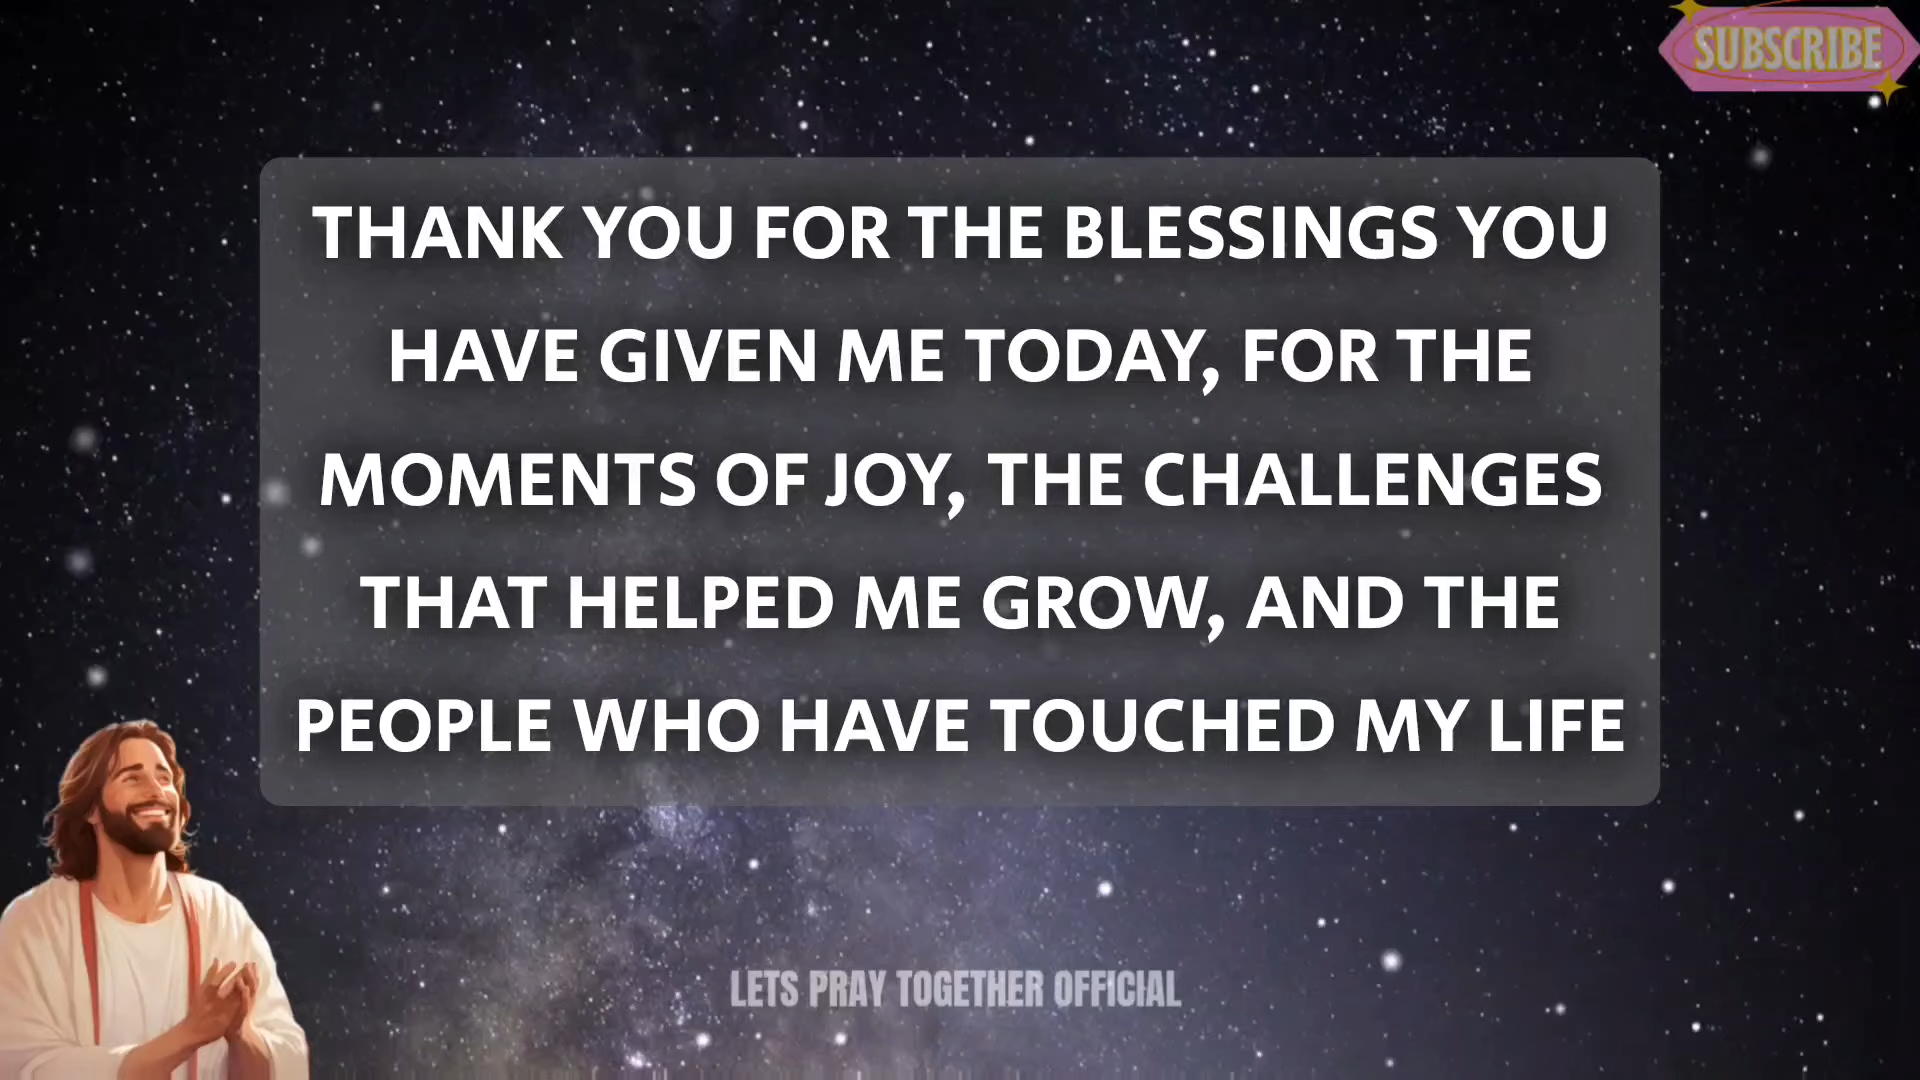 SUBSCRIBE
THANK YOU FOR THE BLESSINGS YOU
HAVE GIVEN ME TODAY, FOR THE
MOMENTS OF JOY, THE CHALLENGES
THAT HELPED ME GROW, AND THE
PEOPLE WHO HAVE TOUCHED MY LIFE
LETS PRAY TOGETHER OFFICIAL